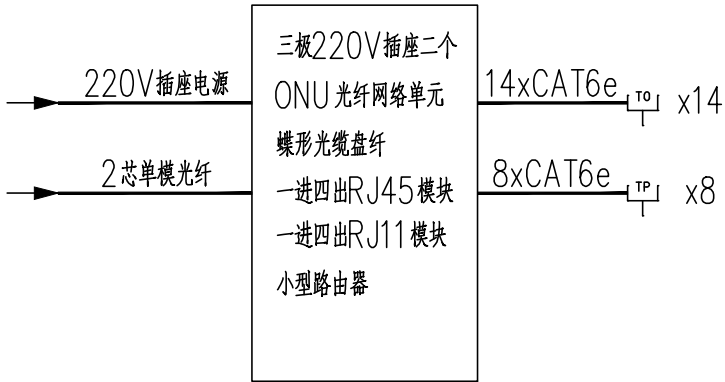 三极220V插座二个
220V插座电源
ONU光纤网络单元
14xCAT6e
TO
x14
蝶形光缆盘纤
2芯单模光纤
一进四出RJ45模块
8xCAT6e
TP
x8
一进四出RJ11模块
小型路由器